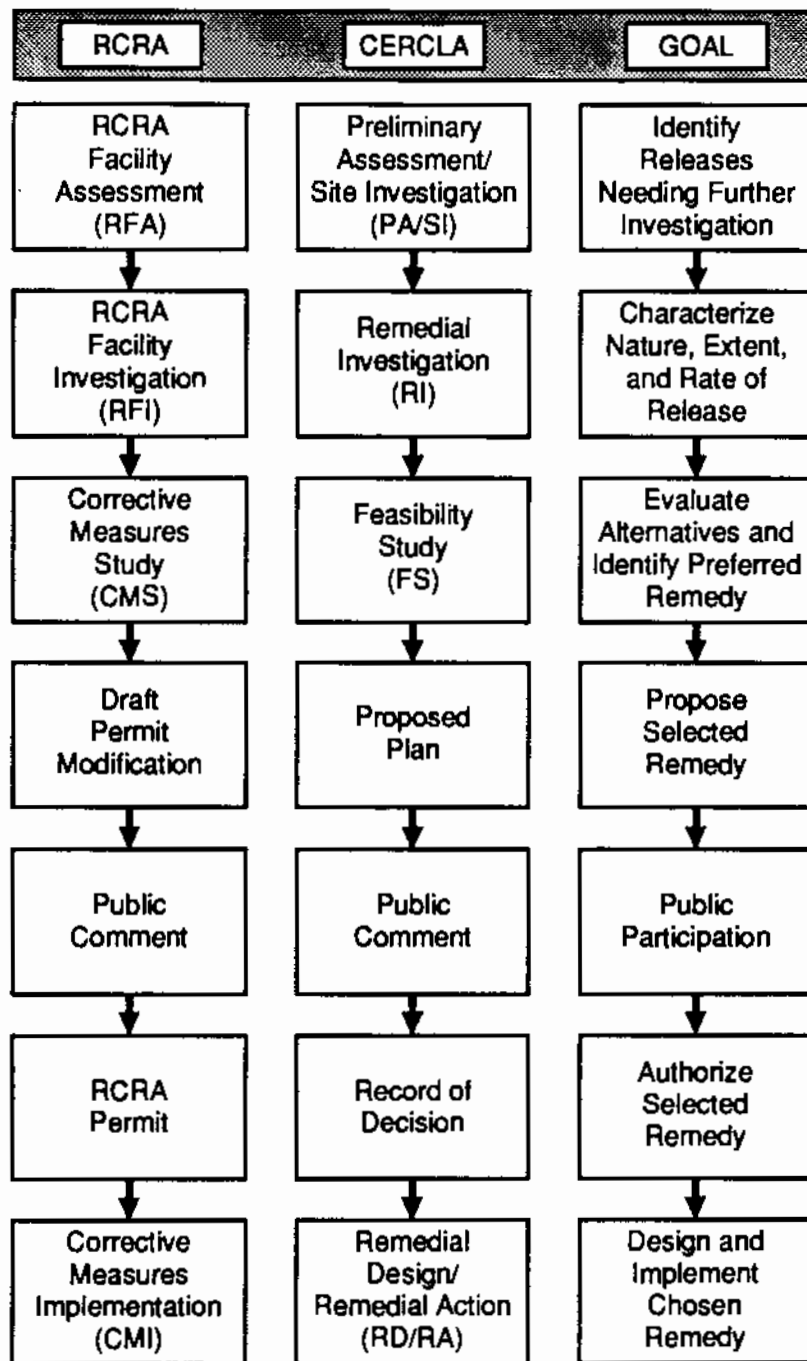 RCRA
CERCLA
GOAL
RCRA
Facility
Assessment
(RFA)
Preliminary
Assessment/
Site Investigation
(PA/SI)
Identify
Releases
Needing Further
Investigation
RCRA
Facility
Investigation
(RFI)
Remedial
Investigation
(RI)
Characterize
Nature, Extent,
and Rate of
Release
Corrective
Measures
Study
(CMS)
Feasibility
Study
(FS)
Evaluate
Alternatives and
Identify Preferred
Remedy
Draft
Permit
Modification
Proposed
Plan
Propose
Selected
Remedy
Public
Comment
Public
Comment
Public
Participation
RCRA
Permit
Record of
Decision
Authorize
Selected
Remedy
Corrective
Measures
Implementation
(CMI)
Remedial
Design/
Remedial Action
(RD/RA)
Design and
Implement
Chosen
Remedy